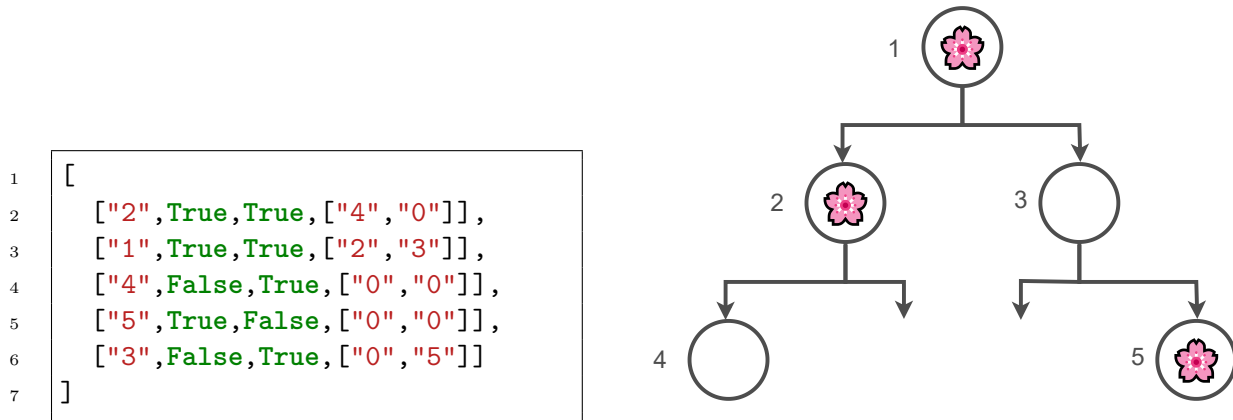 1 [
2 ["2",True,True,["4","0"]],
3 ["1",True,True,["2","3"]],
4 ["4",False,True,["0","0"]],
5 ["5",True,False,["0","0"]],
6 ["3",False,True,["0","5"]]
7 ]
1
2
3
4
5